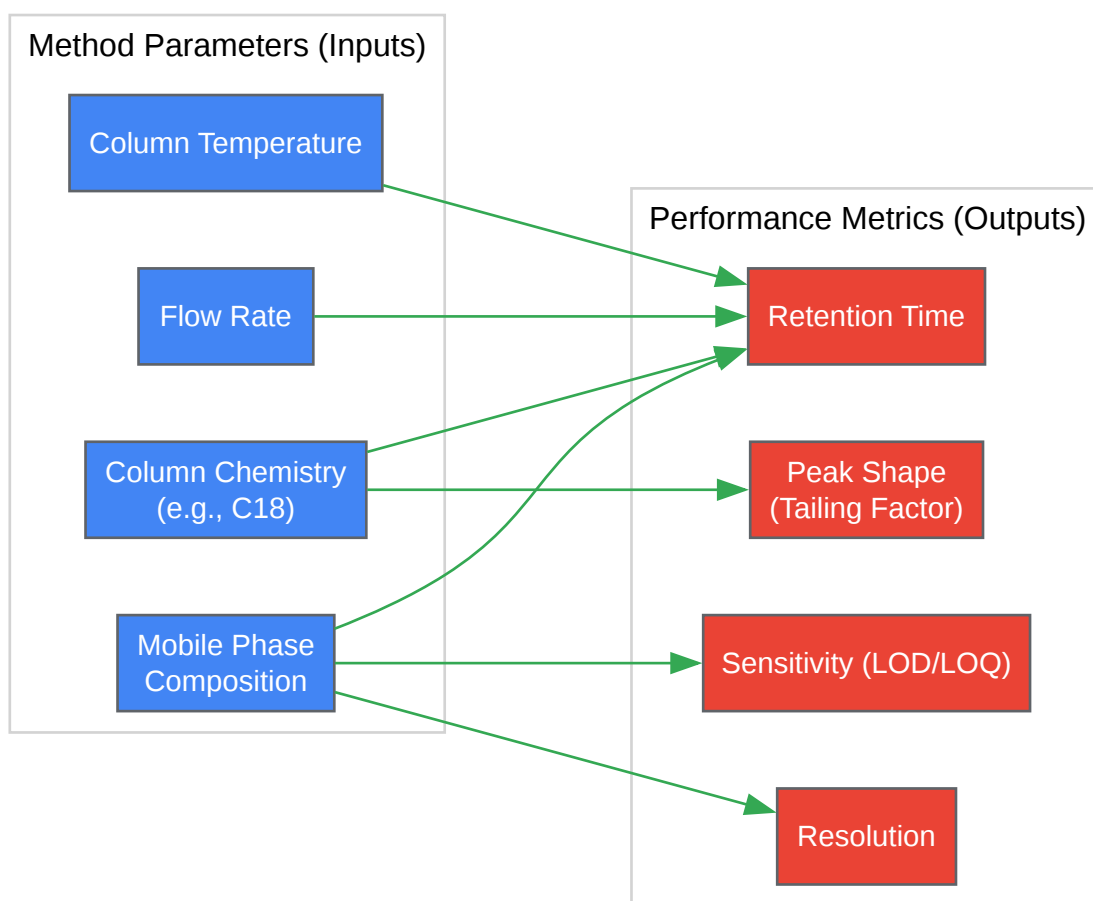 Method Parameters (Inputs)
Column Temperature
Flow Rate
Column Chemistry
(e.g., C18)
Mobile Phase
Composition
Performance Metrics (Outputs)
Retention Time
Peak Shape
(Tailing Factor)
Sensitivity (LOD/LOQ)
Resolution